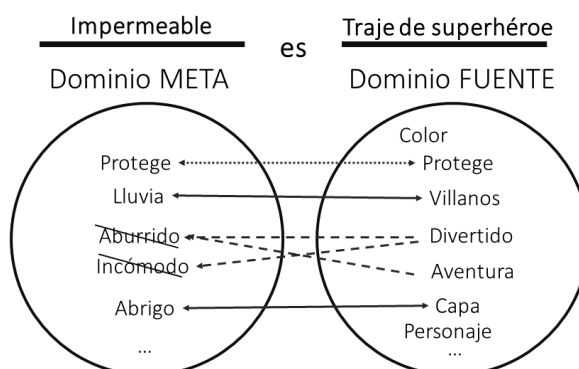 Impermeable
es
Traje de superhéroe
Dominio META
Dominio FUENTE
Color
Protege
Protege
Lluvia
Villanos
Aburrido
Divertido
Incómodo
Aventura
Abrigo
Capa
Personaje
...
...